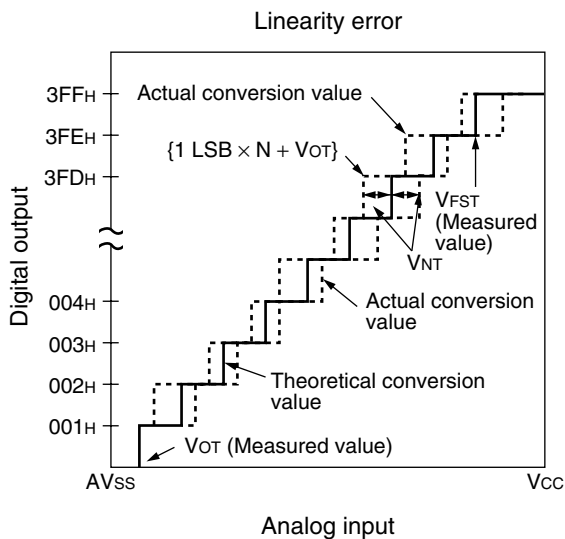 Linearity error
3FFH
3FEH
3FDH
004H
003H
002H
001H
Digital output
Actual conversion value
{1 LSB × N + VOT}
VFST
(Measured
value)
VNT
Actual conversion
value
Theoretical conversion
value
VOT (Measured value)
AVSS
VCC
Analog input